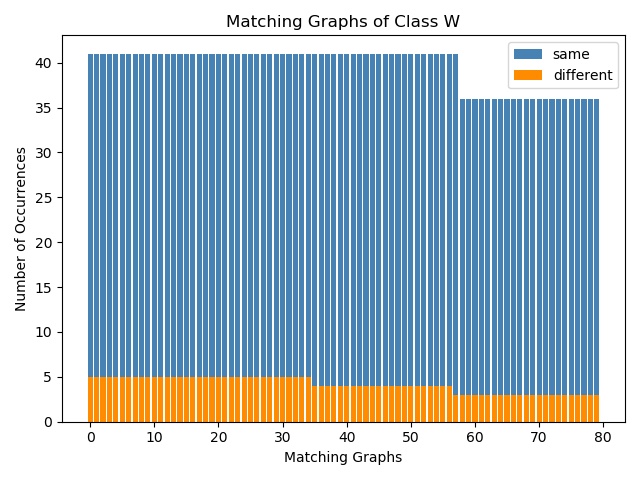 Matching Graphs of Class W
same
different
Number of Occurrences
40
35
30
25
20
15
10
5
0
0 10 20 30 40 50 60 70 80
Matching Graphs